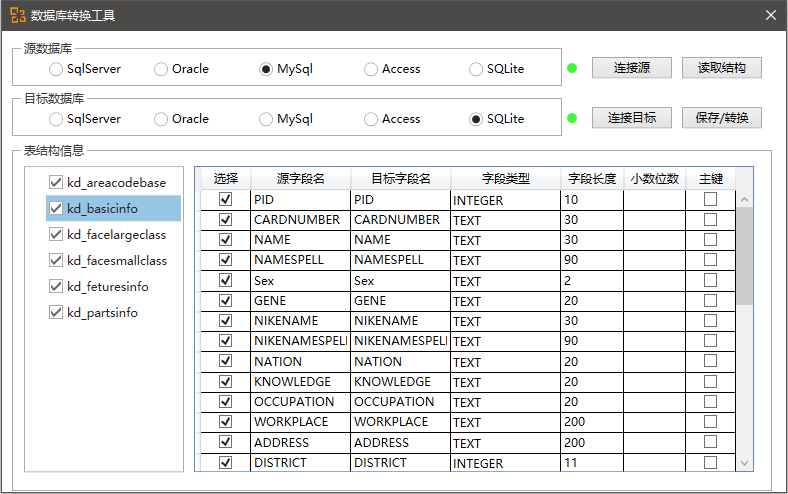 数据库转换工具
源数据库
SqlServer Oracle MySql Access SQLite 连接源 读取结构
目标数据库
SqlServer Oracle MySql Access SQLite 连接目标 保存/转换
表结构信息
kd_areacodebase
kd_basicinfo
kd_facelargeclass
kd_facesmallclass
kd_feturesinfo
kd_partsinfo
选择 源字段名 目标字段名 字段类型 字段长度 小数位数 主键
PID PID INTEGER 10
CARDNUMBER CARDNUMBER TEXT 30
NAME NAME TEXT 30
NAMESPELL NAMESPELL TEXT 90
Sex Sex TEXT 2
GENE GENE TEXT 20
NIKENAME NIKENAME TEXT 30
NIKENAMESPELL NIKENAMESPELL TEXT 90
NATION NATION TEXT 20
KNOWLEDGE KNOWLEDGE TEXT 20
OCCUPATION OCCUPATION TEXT 20
WORKPLACE WORKPLACE TEXT 200
ADDRESS ADDRESS TEXT 200
DISTRICT DISTRICT INTEGER 11